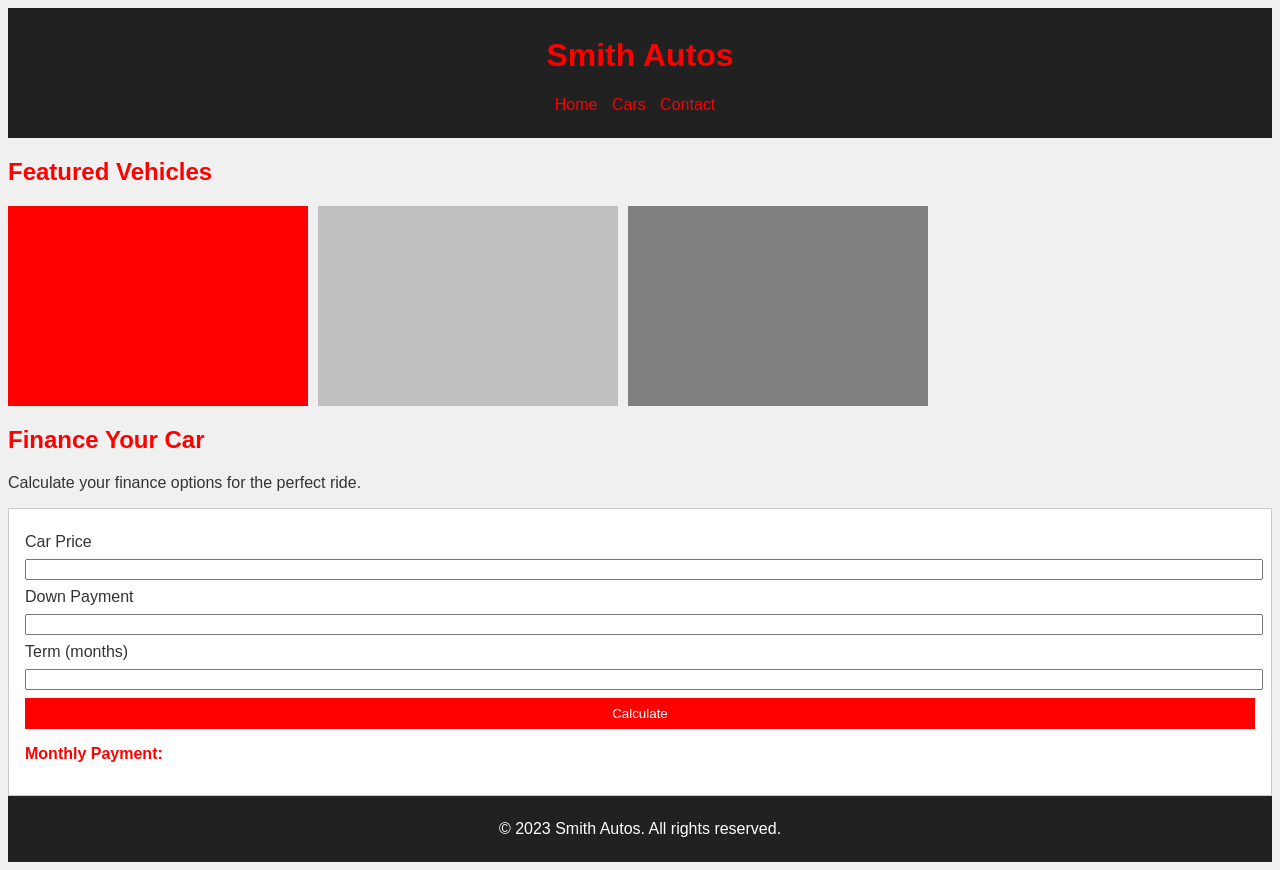 Smith Autos
Home Cars Contact
Featured Vehicles
Finance Your Car
Calculate your finance options for the perfect ride.
Car Price
Down Payment
Term (months)
Calculate
Monthly Payment:
© 2023 Smith Autos. All rights reserved.